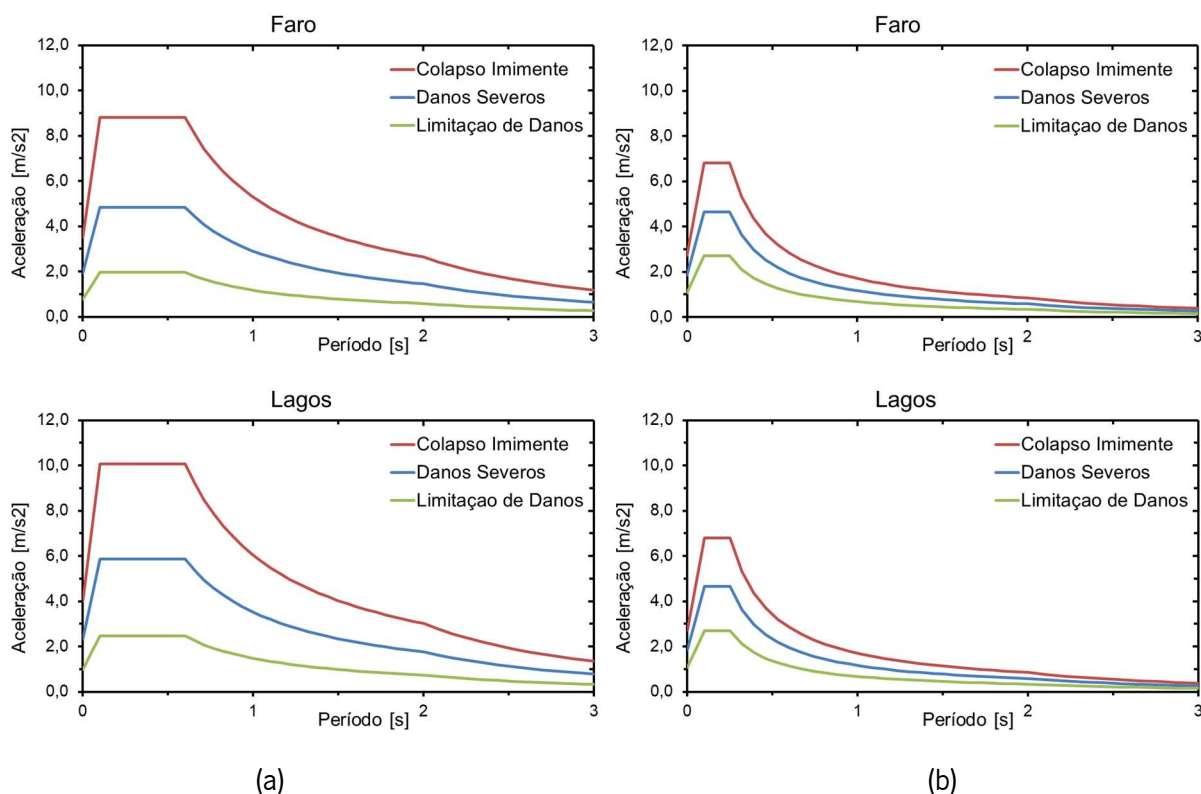 Faro
12,0
10,0
8,0
6,0
4,0
2,0
0,0
Aceleração [m/s2]
Colapso Imimente
Danos Severos
Limitaçao de Danos
0
1
2
3
Período [s]
Faro
12,0
10,0
8,0
6,0
4,0
2,0
0,0
Aceleração [m/s2]
Colapso Imimente
Danos Severos
Limitaçao de Danos
0
1
2
3
Período [s]
Lagos
12,0
10,0
8,0
6,0
4,0
2,0
0,0
Aceleração [m/s2]
Colapso Imimente
Danos Severos
Limitaçao de Danos
0
1
2
3
Período [s]
Lagos
12,0
10,0
8,0
6,0
4,0
2,0
0,0
Aceleração [m/s2]
Colapso Imimente
Danos Severos
Limitaçao de Danos
0
1
2
3
Período [s]
(a)
(b)